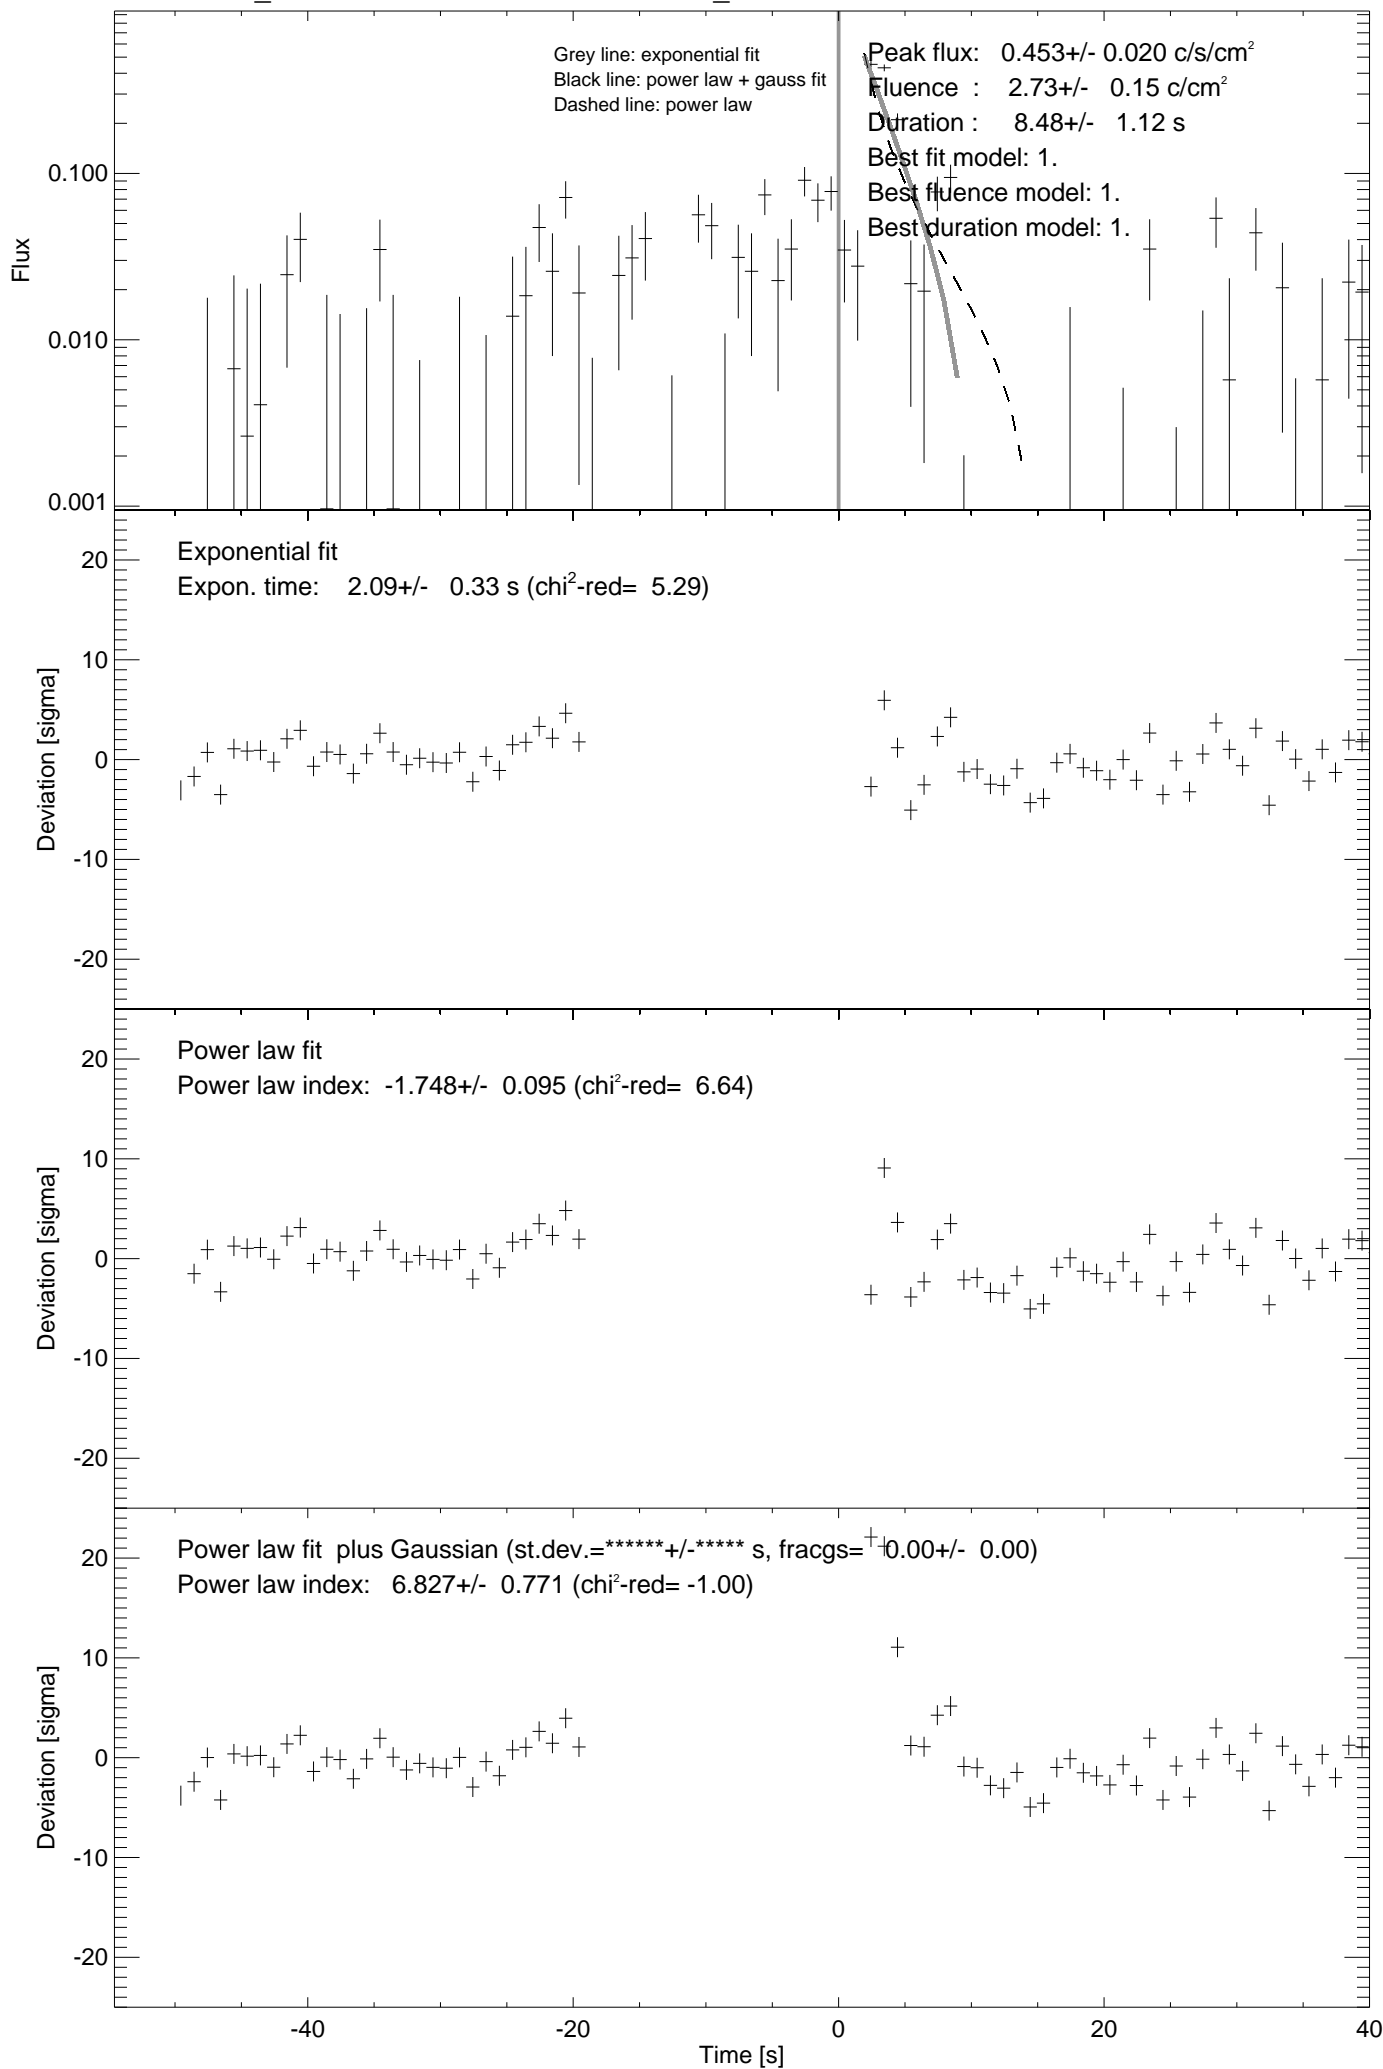 Grey line: exponential fit
Black line: power law + gauss fit
Dashed line: power law
Peak flux: 0.453+/- 0.020 c/s/cm²
Fluence : 2.73+/- 0.15 c/cm²
Duration : 8.48+/- 1.12 s
Best fit model: 1.
Best fluence model: 1.
Best duration model: 1.
0.100
0.010
0.001
Flux
Exponential fit
Expon. time: 2.09+/- 0.33 s (chi²-red= 5.29)
20
10
0
-10
-20
Deviation [sigma]
Power law fit
Power law index: -1.748+/- 0.095 (chi²-red= 6.64)
20
10
0
-10
-20
Deviation [sigma]
Power law fit plus Gaussian (st.dev.=******+/-***** s, fracgs= 0.00+/- 0.00)
Power law index: 6.827+/- 0.771 (chi²-red= -1.00)
20
10
0
-10
-20
Deviation [sigma]
-40 -20 0 20 40
Time [s]